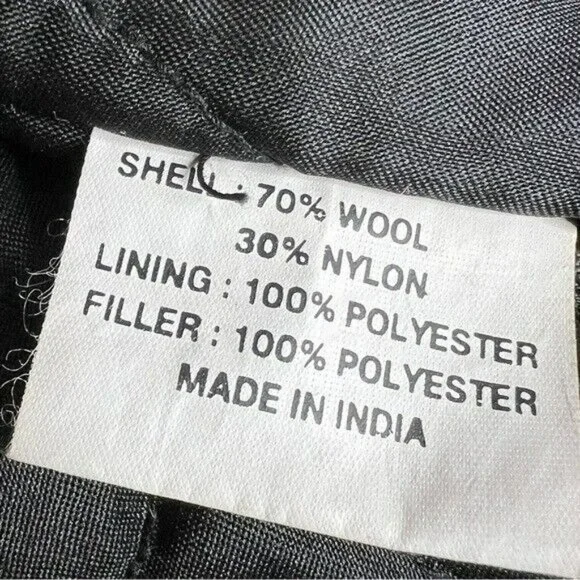 SHELL : 70% WOOL
30% NYLON
LINING : 100% POLYESTER
FILLER : 100% POLYESTER
MADE IN INDIA